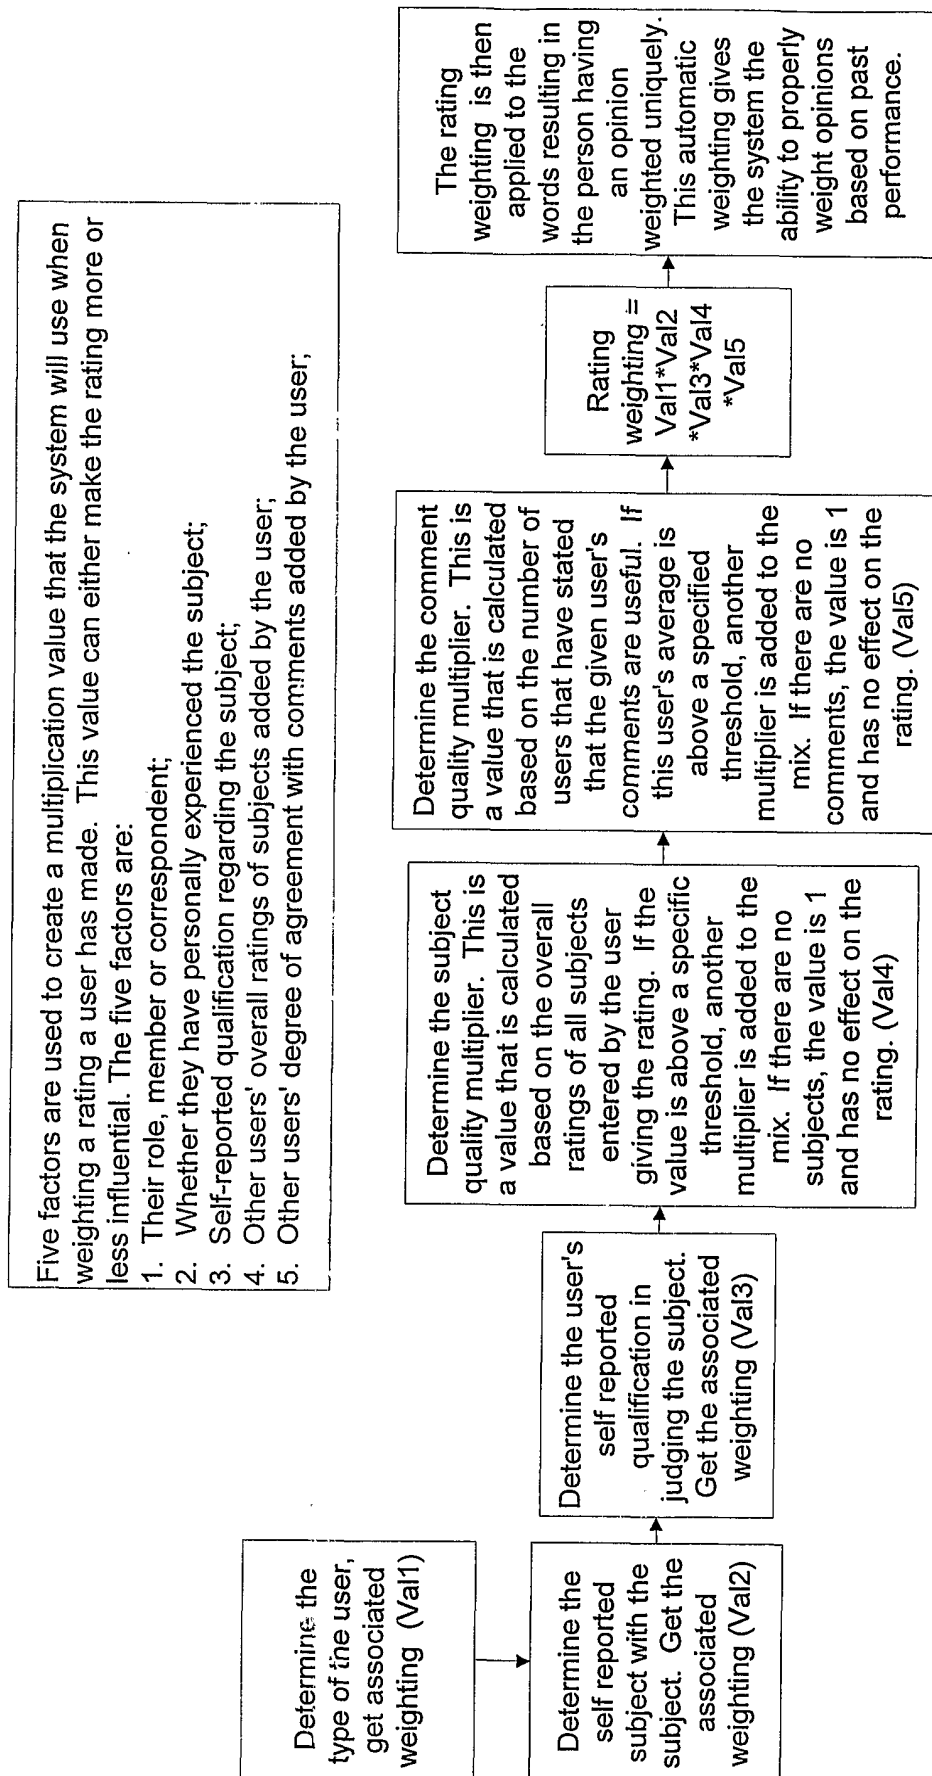 Five factors are used to create a multiplication value that the system will use when
weighting a rating a user has made.  This value can either make the rating more or
less influential. The five factors are:
1.  Their role, member or correspondent;
2.  Whether they have personally experienced the subject;
3.  Self-reported qualification regarding the subject;
4.  Other users' overall ratings of subjects added by the user;
5.  Other users' degree of agreement with comments added by the user;
Determine the
type of the user,
get associated
weighting  (Val1)
Determine the
self reported
subject with the
subject.  Get the
associated
weighting (Val2)
Determine the user's
self reported
qualification in
judging the subject.
Get the associated
weighting (Val3)
Determine the subject
quality multiplier.  This is
a value that is calculated
based on the overall
ratings of all subjects
entered by the user
giving the rating.  If the
value is above a specific
threshold, another
multiplier is added to the
mix.  If there are no
subjects, the value is 1
and has no effect on the
rating. (Val4)
Determine the comment
quality multiplier.  This is
a value that is calculated
based on the number of
users that have stated
that the given user's
comments are useful.  If
this user's average is
above a specified
threshold, another
multiplier is added to the
mix.  If there are no
comments, the value is 1
and has no effect on the
rating. (Val5)
Rating
weighting =
Val1*Val2
*Val3*Val4
*Val5
The rating
weighting  is then
applied to the
words resulting in
the person having
an opinion
weighted uniquely.
This automatic
weighting gives
the system the
ability to properly
weight opinions
based on past
performance.